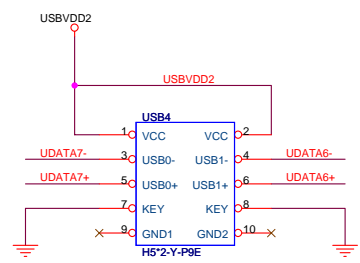 USBVDD2
USBVDD2
USB4
1 VCC VCC 2
UDATA7- 3 USB0- USB1- 4 UDATA6-
UDATA7+ 5 USB0+ USB1+ 6 UDATA6+
7 KEY KEY 8
9 GND1 GND2 10
H5*2-Y-P9E